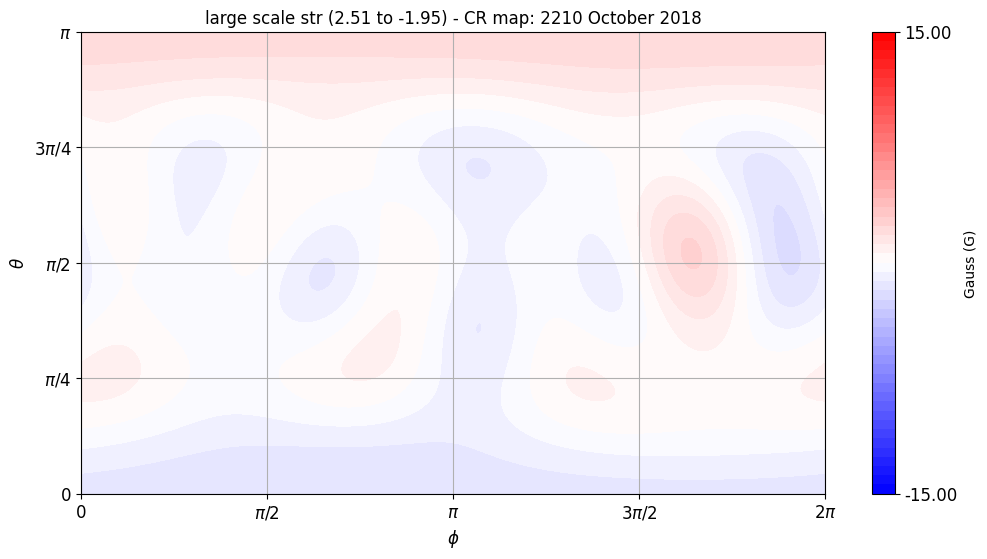 large scale str (2.51 to -1.95) - CR map: 2210 October 2018
π
3π/4
π/2
π/4
0
θ
0
π/2
π
3π/2
2π
ϕ
15.00
-15.00
Gauss (G)